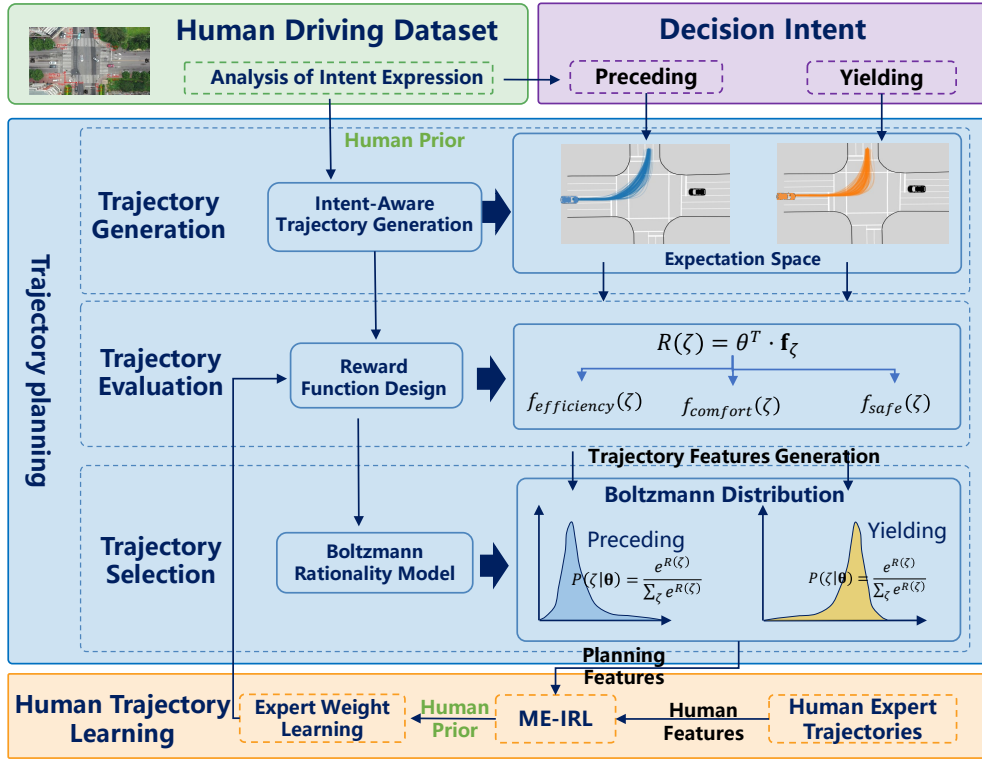 Human Driving Dataset
Analysis of Intent Expression
Decision Intent
Preceding
Yielding
Trajectory planning
Human Prior
Trajectory
Generation
Intent-Aware
Trajectory Generation
Expectation Space
Trajectory
Evaluation
Reward
Function Design
R(ζ) = θ^T · f_ζ
f_efficiency(ζ)
f_comfort(ζ)
f_safe(ζ)
Trajectory Features Generation
Trajectory
Selection
Boltzmann
Rationality Model
Boltzmann Distribution
Preceding
P(ζ|θ) = e^R(ζ) / ∑_ζ e^R(ζ)
Yielding
P(ζ|θ) = e^R(ζ) / ∑_ζ e^R(ζ)
Planning
Features
Human Trajectory
Learning
Expert Weight
Learning
Human
Prior
ME-IRL
Human
Features
Human Expert
Trajectories